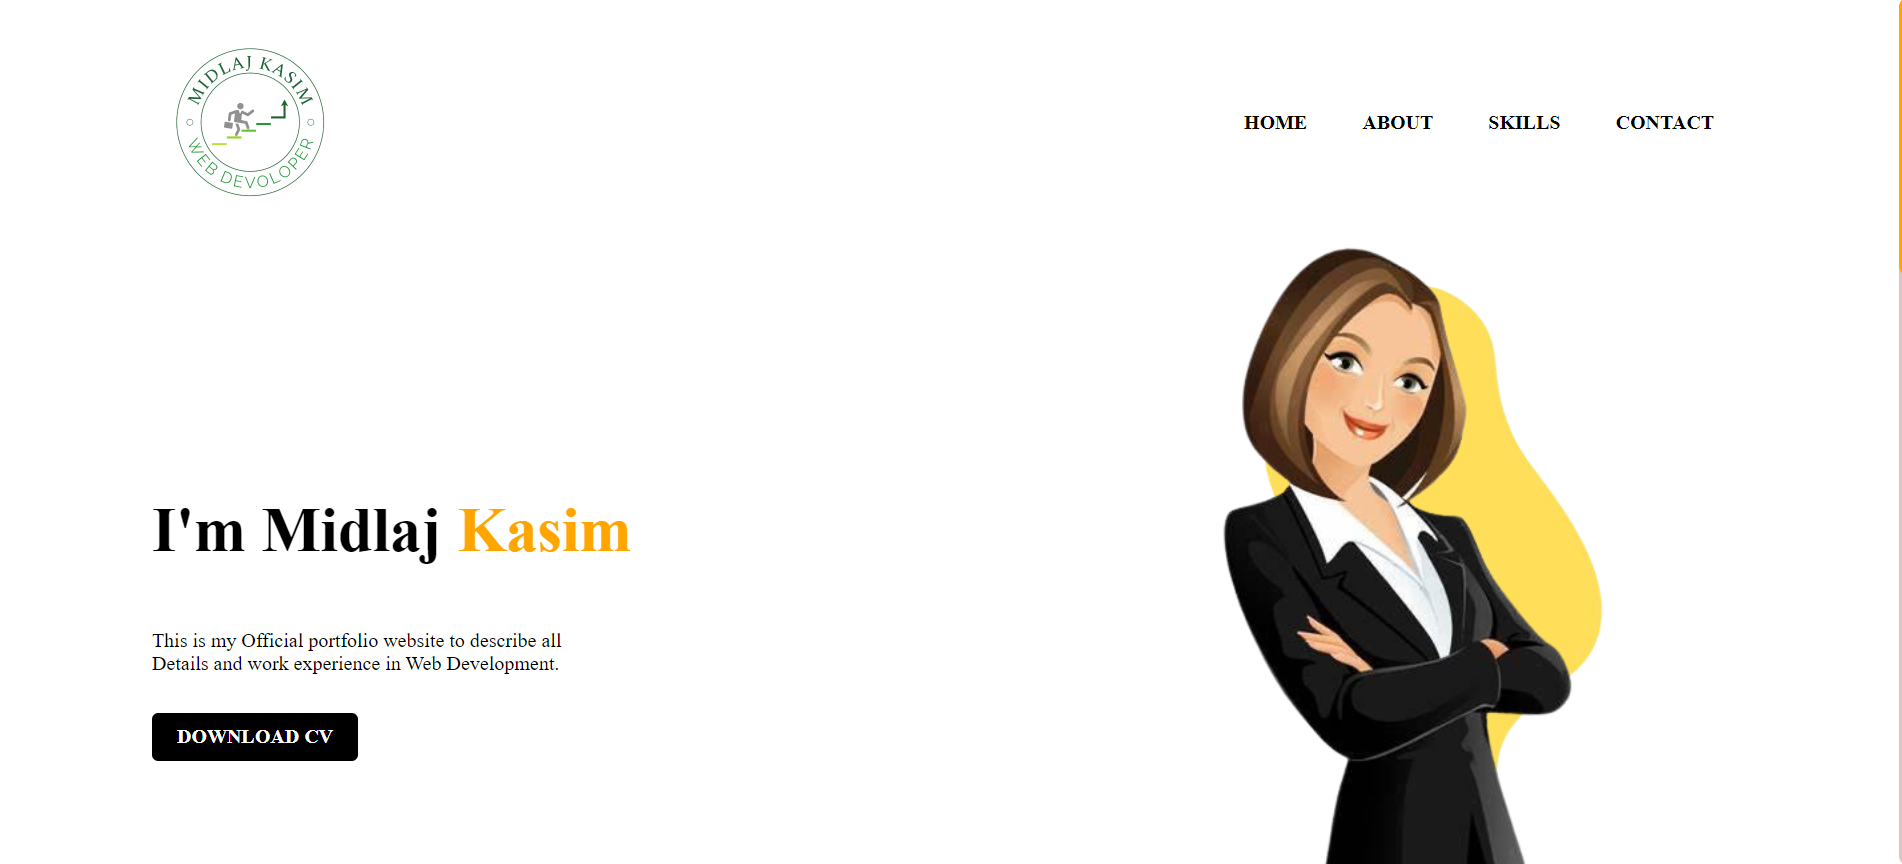 MIDLAJ KASIM
WEB DEVOLOPER
HOME ABOUT SKILLS CONTACT
I'm Midlaj Kasim
This is my Official portfolio website to describe all
Details and work experience in Web Development.
DOWNLOAD CV